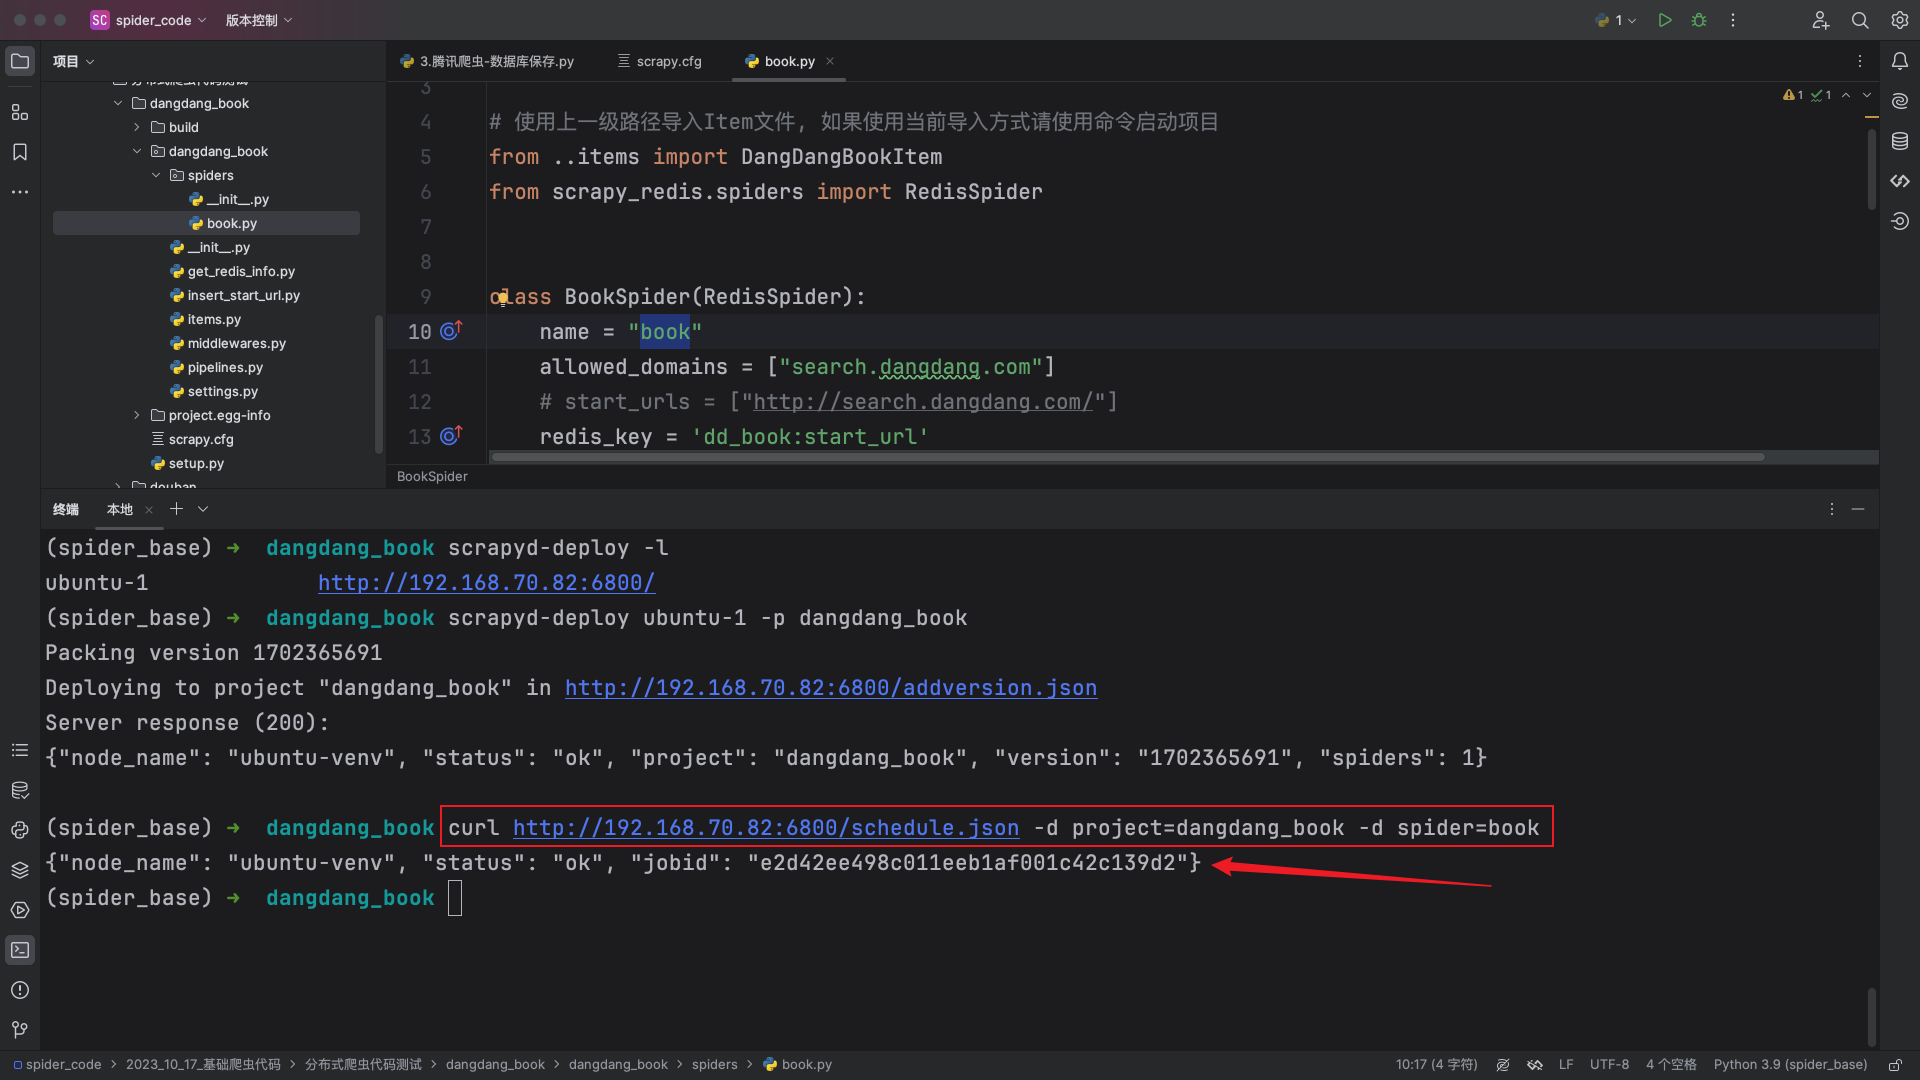 SC spider_code 版本控制 1
项目
3.腾讯爬虫-数据库保存.py scrapy.cfg book.py
分布式爬虫代码测试
dangdang_book
build
dangdang_book
spiders
__init__.py
book.py
__init__.py
get_redis_info.py
insert_start_url.py
items.py
middlewares.py
pipelines.py
settings.py
project.egg-info
scrapy.cfg
setup.py
douban
1 1
3
4 # 使用上一级路径导入Item文件, 如果使用当前导入方式请使用命令启动项目
5 from ..items import DangDangBookItem
6 from scrapy_redis.spiders import RedisSpider
7
8
9 class BookSpider(RedisSpider):
10 name = "book"
11 allowed_domains = ["search.dangdang.com"]
12 # start_urls = ["http://search.dangdang.com/"]
13 redis_key = 'dd_book:start_url'
BookSpider
终端 本地
(spider_base) ➜ dangdang_book scrapyd-deploy -l
ubuntu-1 http://192.168.70.82:6800/
(spider_base) ➜ dangdang_book scrapyd-deploy ubuntu-1 -p dangdang_book
Packing version 1702365691
Deploying to project "dangdang_book" in http://192.168.70.82:6800/addversion.json
Server response (200):
{"node_name": "ubuntu-venv", "status": "ok", "project": "dangdang_book", "version": "1702365691", "spiders": 1}
(spider_base) ➜ dangdang_book curl http://192.168.70.82:6800/schedule.json -d project=dangdang_book -d spider=book
{"node_name": "ubuntu-venv", "status": "ok", "jobid": "e2d42ee498c011eeb1af001c42c139d2"}
(spider_base) ➜ dangdang_book
spider_code > 2023_10_17_基础爬虫代码 > 分布式爬虫代码测试 > dangdang_book > dangdang_book > spiders > book.py 10:17 (4 字符) LF UTF-8 4 个空格 Python 3.9 (spider_base)